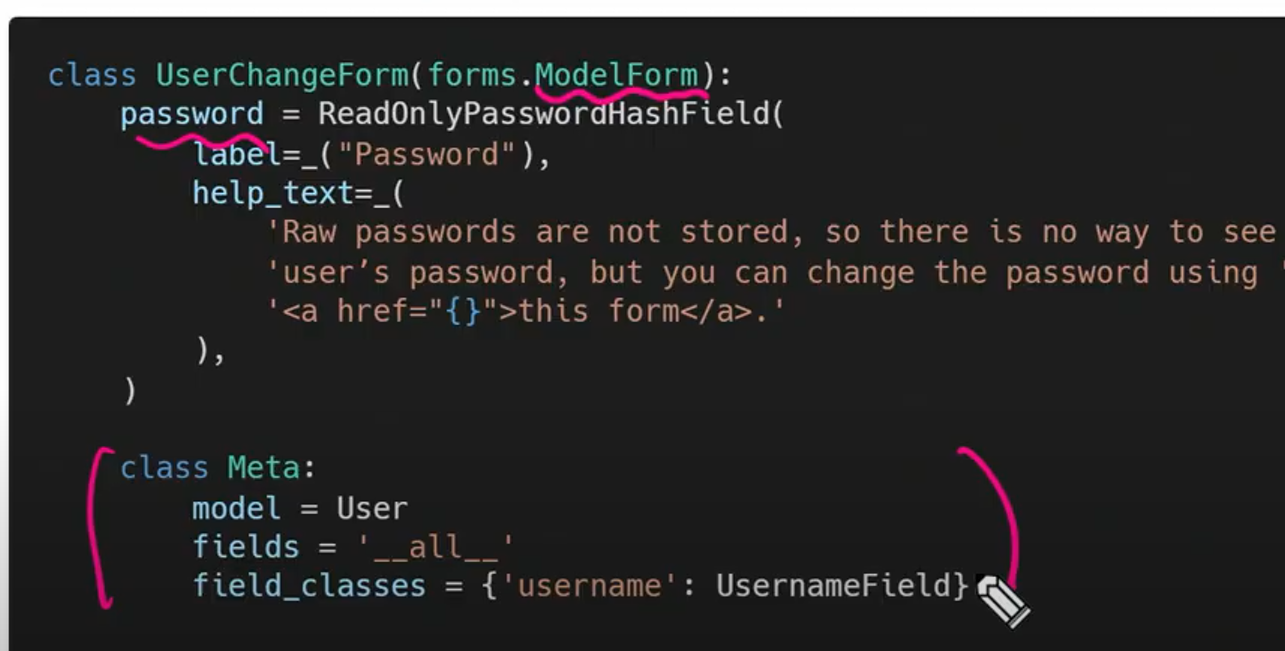 class UserChangeForm(forms.ModelForm):
    password = ReadOnlyPasswordHashField(
        label=_("Password"),
        help_text=_(
            'Raw passwords are not stored, so there is no way to see
            'user’s password, but you can change the password using '
            '<a href="{}">this form</a>.'
        ),
    )
    class Meta:
        model = User
        fields = '__all__'
        field_classes = {'username': UsernameField}